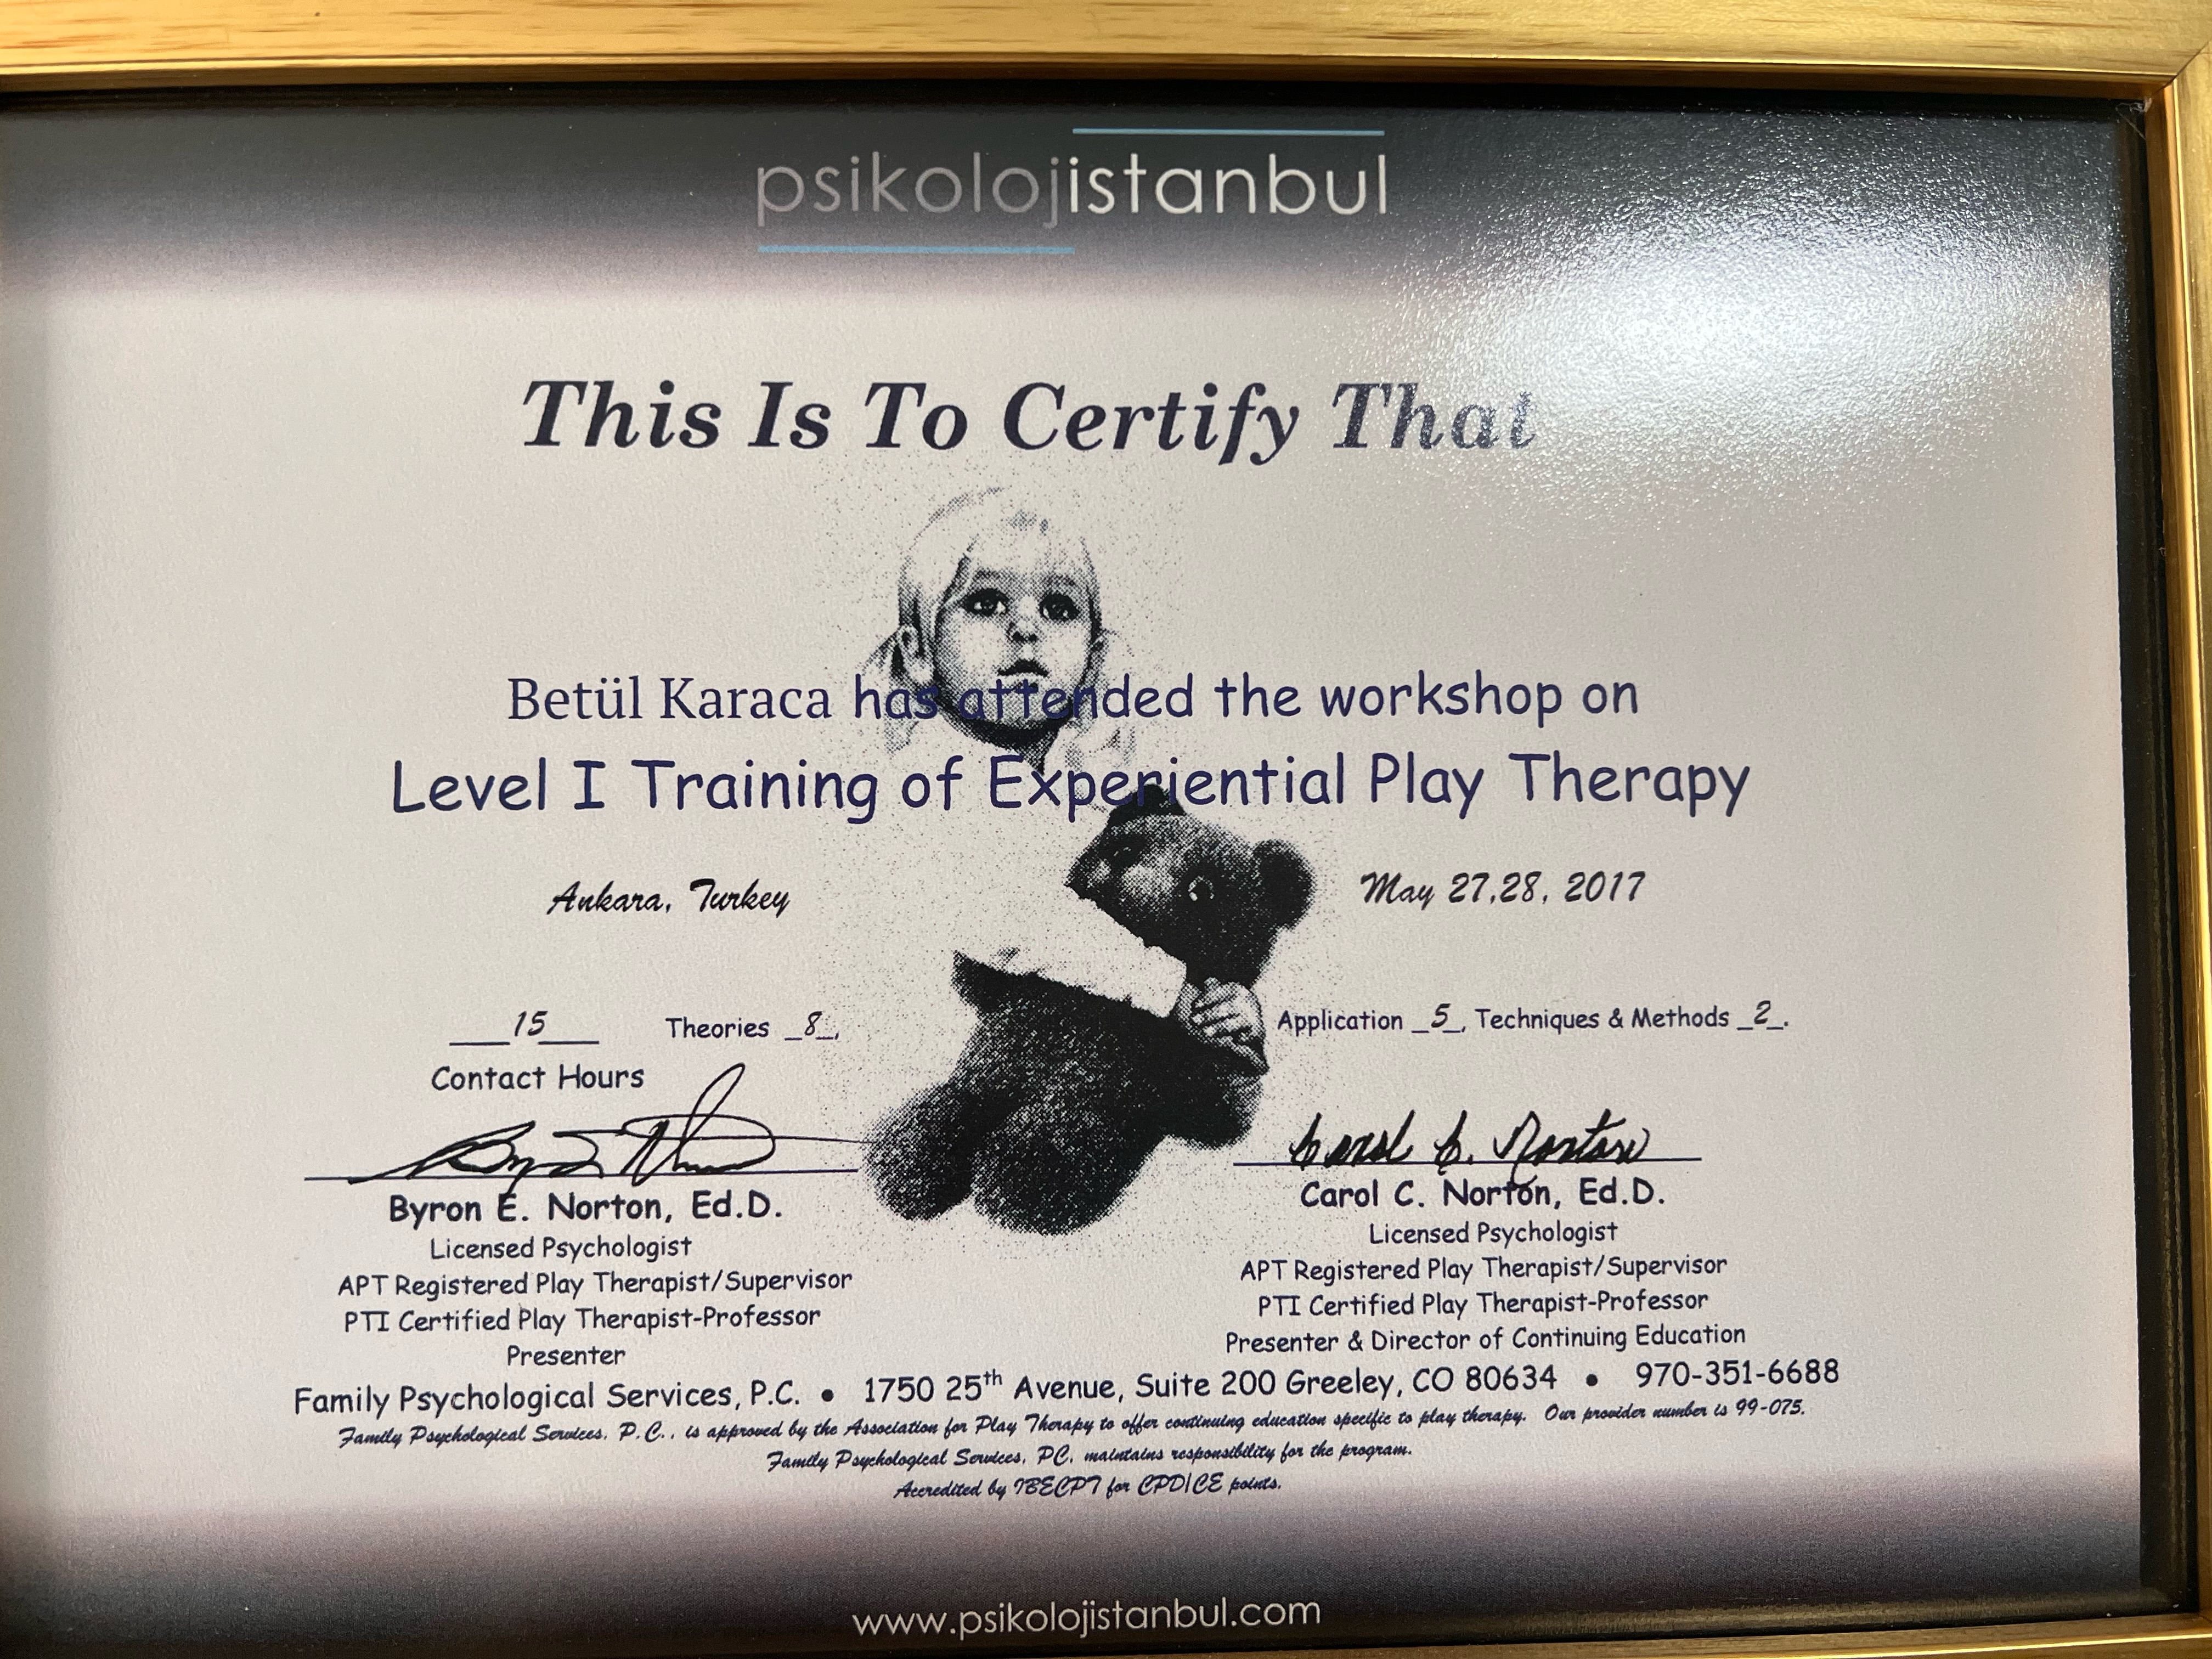 psikolojistanbul
This Is To Certify That
Betül Karaca has attended the workshop on
Level I Training of Experiential Play Therapy
Ankara, Turkey May 27,28, 2017
15 Theories _8_, Application _5_, Techniques & Methods _2_.
Contact Hours
Byron E. Norton, Ed.D.
Licensed Psychologist
APT Registered Play Therapist/Supervisor
PTI Certified Play Therapist-Professor
Presenter
Carol C. Norton
Carol C. Norton, Ed.D.
Licensed Psychologist
APT Registered Play Therapist/Supervisor
PTI Certified Play Therapist-Professor
Presenter & Director of Continuing Education
Family Psychological Services, P.C. • 1750 25th Avenue, Suite 200 Greeley, CO 80634 • 970-351-6688
Family Psychological Services, P.C., is approved by the Association for Play Therapy to offer continuing education specific to play therapy. Our provider number is 99-075.
Family Psychological Services, PC, maintains responsibility for the program.
Accredited by IBECPT for CPD/CE points.
www.psikolojistanbul.com